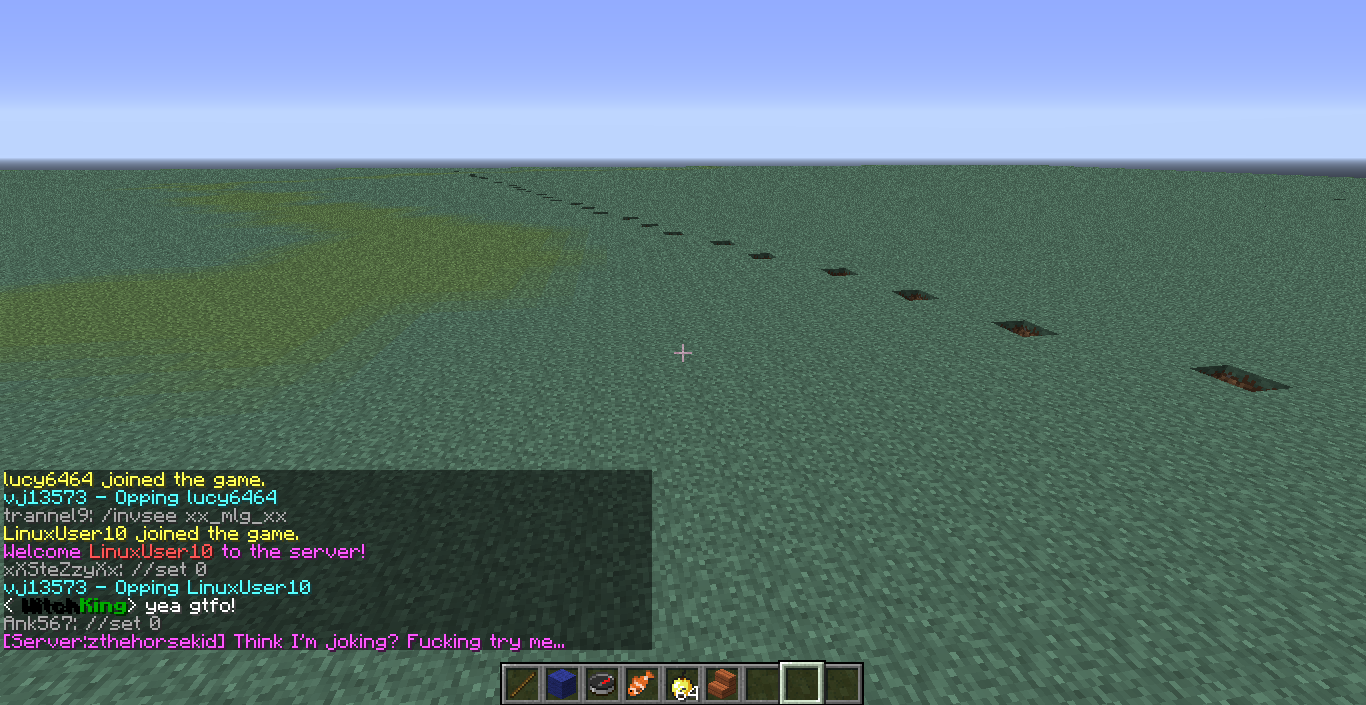 lucy6464 joined the game.
vj13573 - Opping lucy6464
trannel9: /invsee xx_mlg_xx
LinuxUser10 joined the game.
Welcome LinuxUser10 to the server!
xXSteZzyXx: //set 0
vj13573 - Opping LinuxUser10
< WitchKing> yea gtfo!
Ank567: //set 0
[Server:zthehorsekid] Think I'm joking? Fucking try me...
64